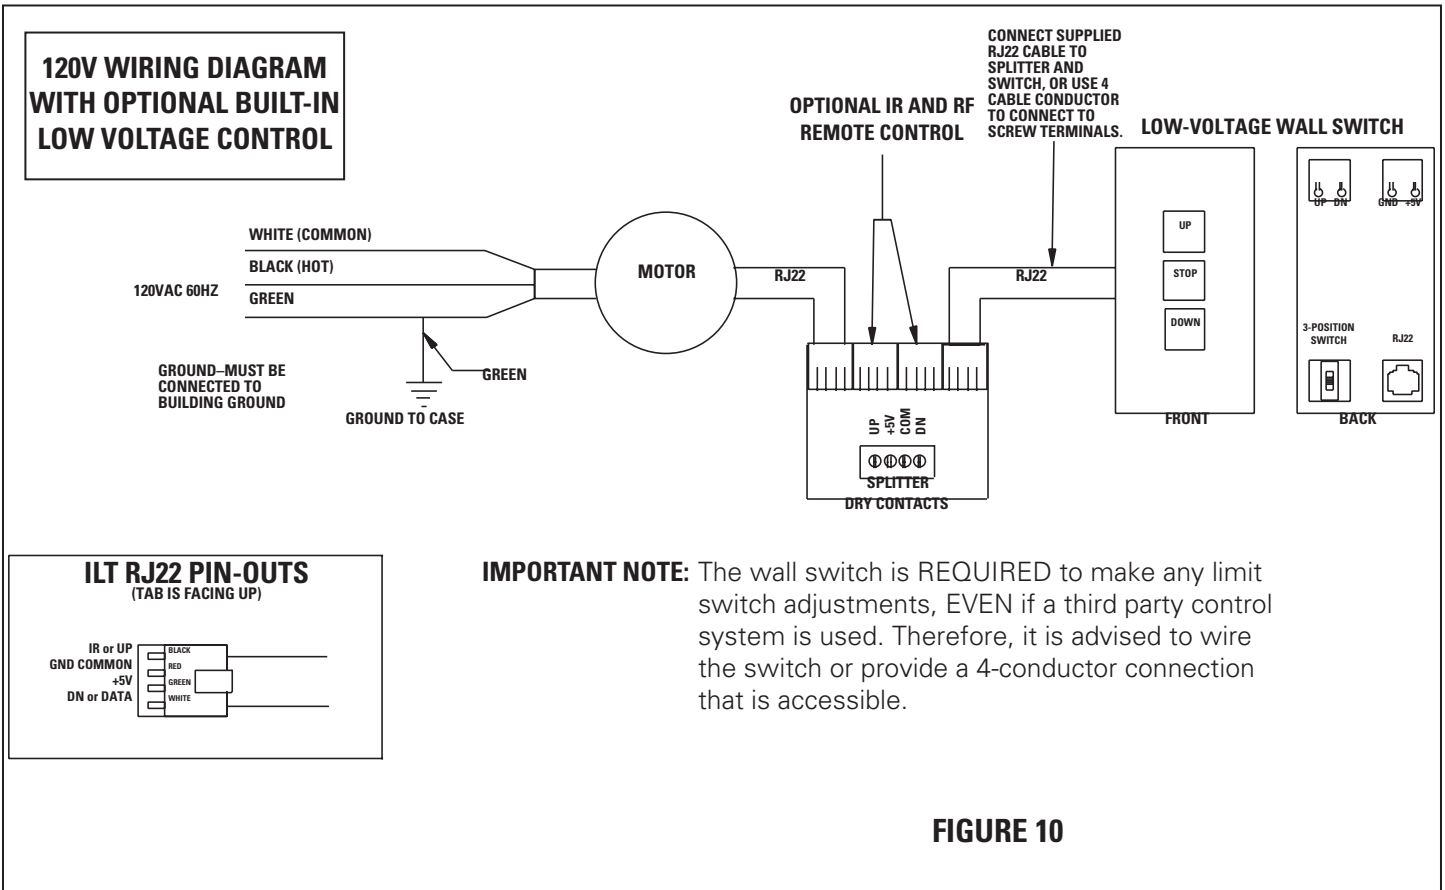 120V WIRING DIAGRAM
WITH OPTIONAL BUILT-IN
LOW VOLTAGE CONTROL
CONNECT SUPPLIED
RJ22 CABLE TO
SPLITTER AND
SWITCH, OR USE 4
CABLE CONDUCTOR
TO CONNECT TO
SCREW TERMINALS.
OPTIONAL IR AND RF
REMOTE CONTROL
LOW-VOLTAGE WALL SWITCH
WHITE (COMMON)
BLACK (HOT)
GREEN
120VAC 60HZ
MOTOR
RJ22
RJ22
UP
STOP
DOWN
FRONT
UP DN
GND +5V
3-POSITION
SWITCH
RJ22
BACK
GROUND–MUST BE
CONNECTED TO
BUILDING GROUND
GREEN
GROUND TO CASE
UP
+5V
COM
DN
SPLITTER
DRY CONTACTS
ILT RJ22 PIN-OUTS
(TAB IS FACING UP)
IR or UP
GND COMMON
+5V
DN or DATA
BLACK
RED
GREEN
WHITE
IMPORTANT NOTE: The wall switch is REQUIRED to make any limit
switch adjustments, EVEN if a third party control
system is used. Therefore, it is advised to wire
the switch or provide a 4-conductor connection
that is accessible.
FIGURE 10